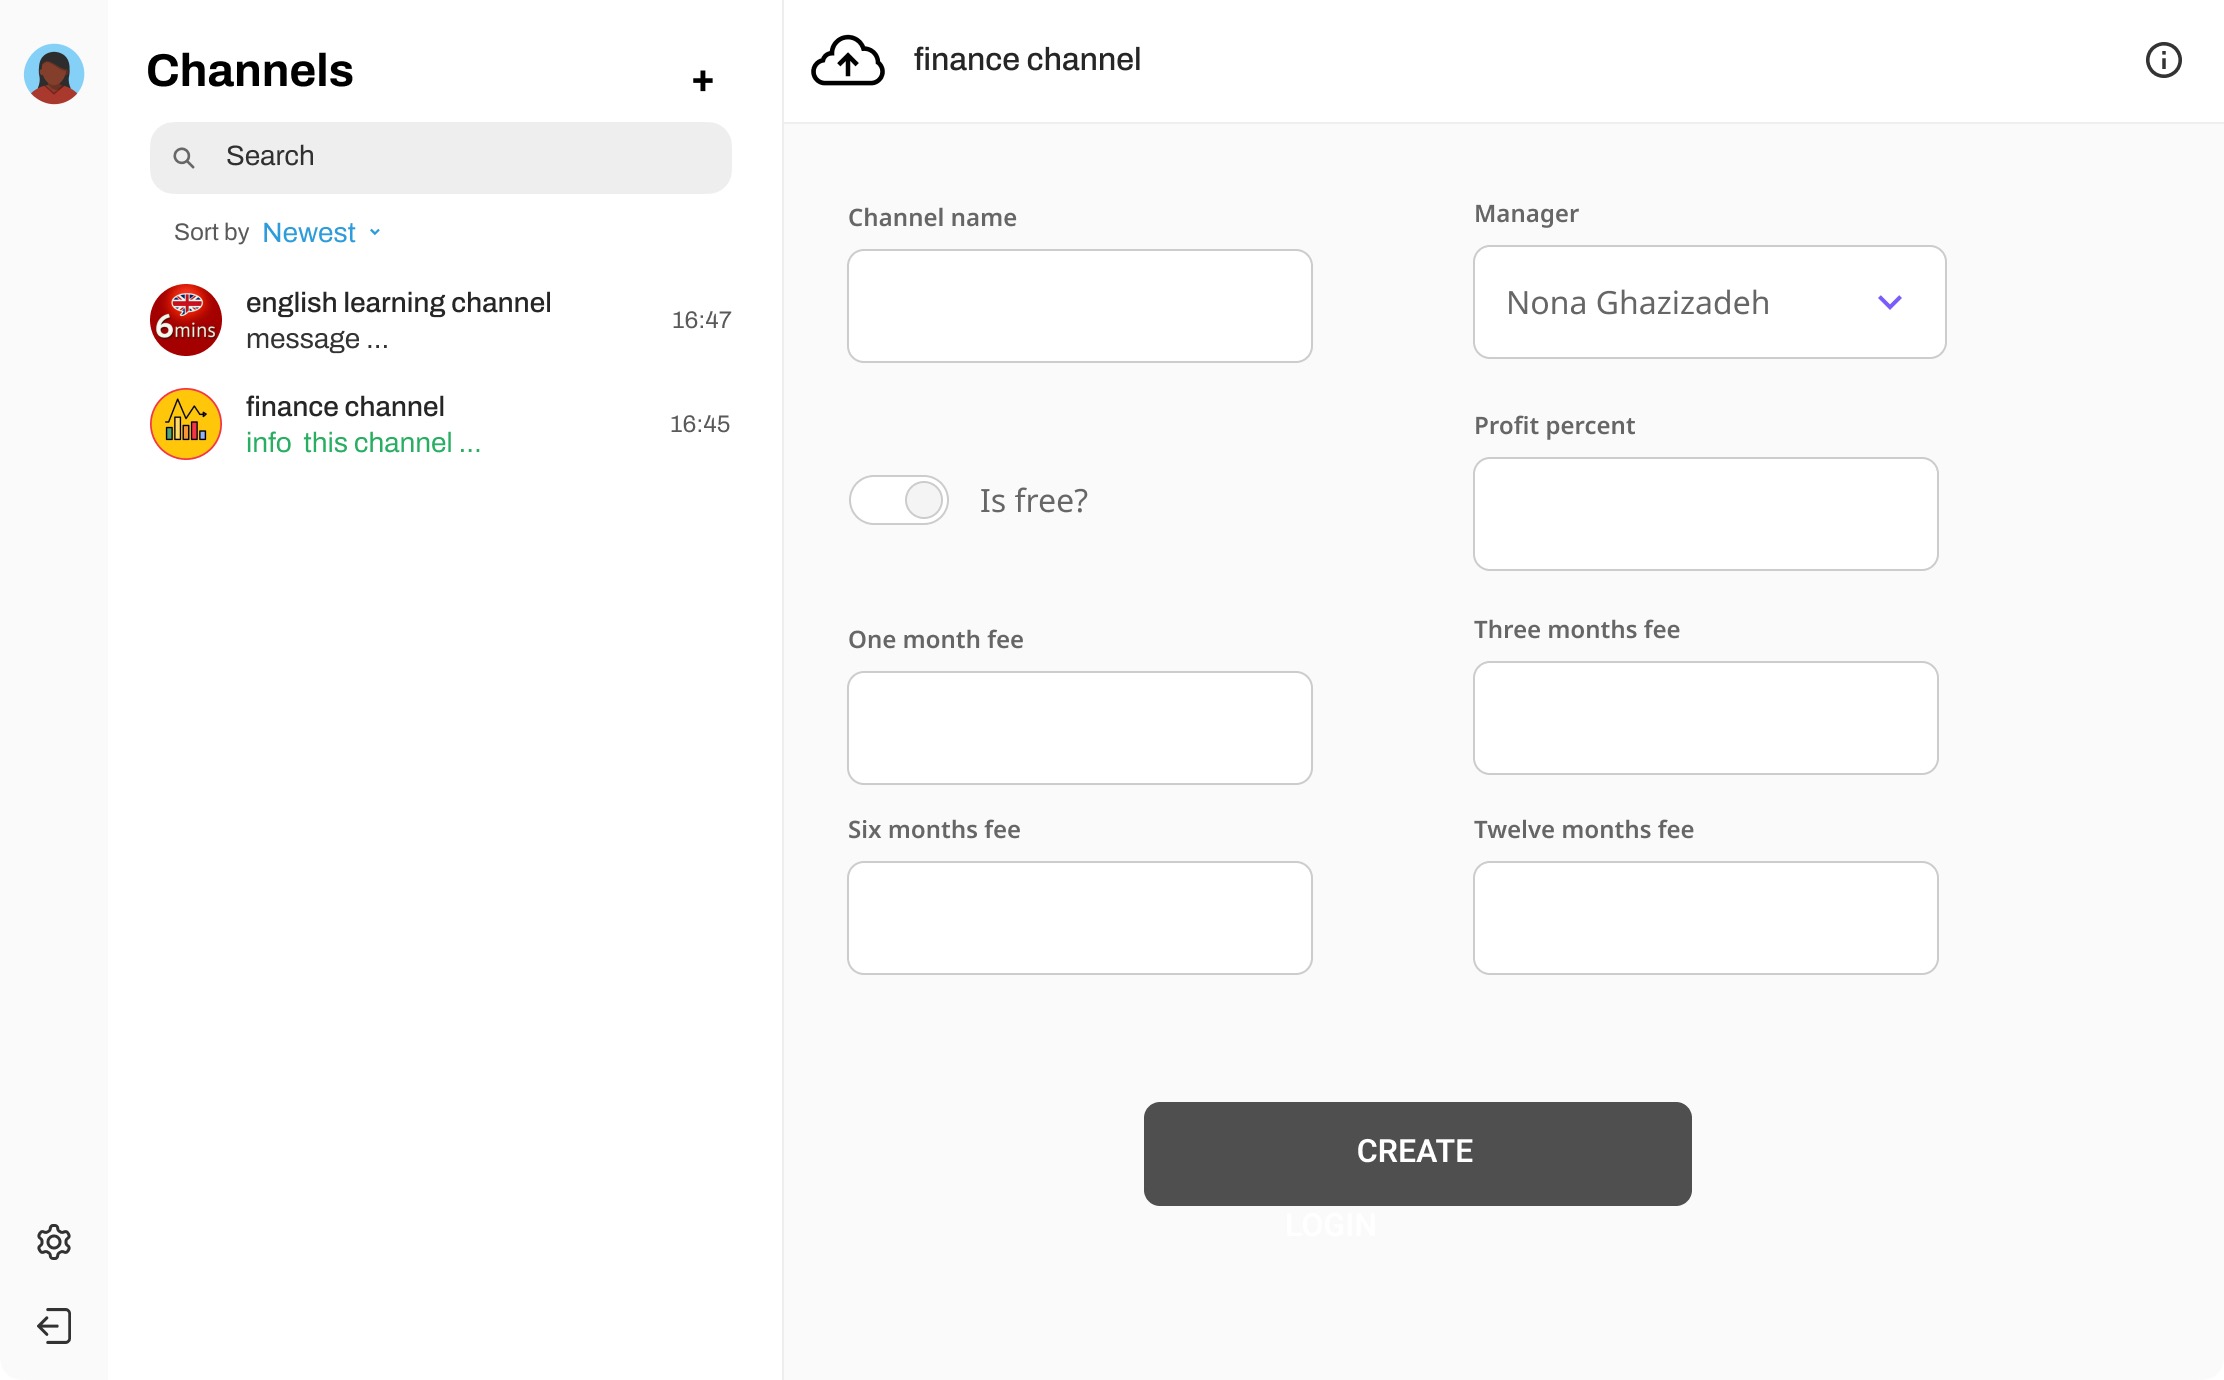 Channels
+
Search
Sort by Newest
6mins
english learning channel
message ...
16:47
finance channel
info  this channel ...
16:45
finance channel
Channel name
Manager
Nona Ghazizadeh
Is free?
Profit percent
One month fee
Three months fee
Six months fee
Twelve months fee
CREATE
LOGIN